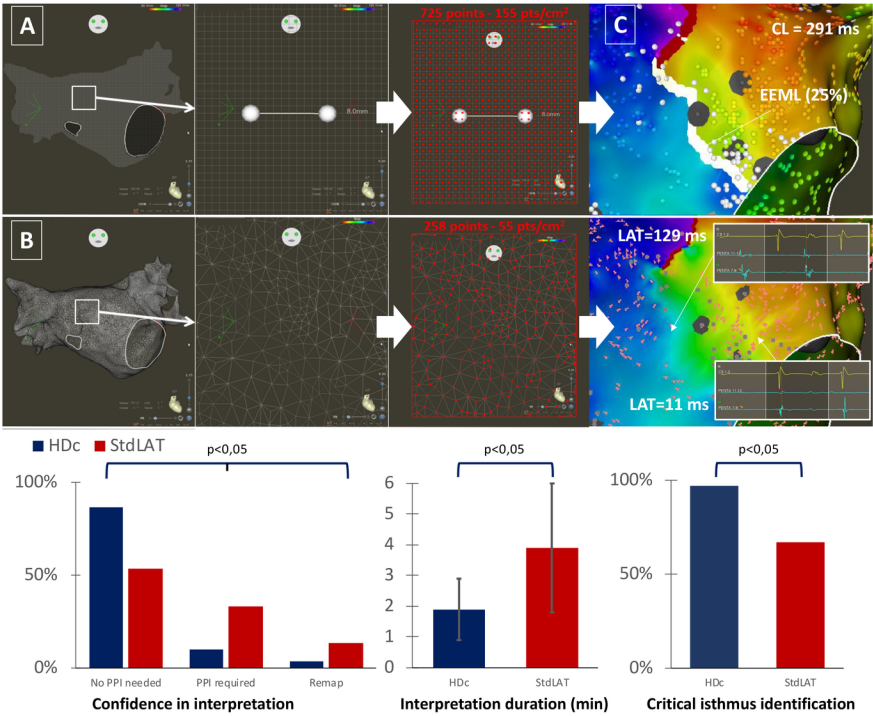 A
8.0mm
725 points - 155 pts/cm²
8.0mm
C
CL = 291 ms
EEML (25%)
B
258 points - 55 pts/cm²
LAT=129 ms
LAT=11 ms
HDc
StdLAT
p<0,05
100%
50%
0%
No PPI needed
PPI required
Remap
Confidence in interpretation
p<0,05
6
5
4
3
2
1
0
HDc
StdLAT
Interpretation duration (min)
p<0,05
100%
50%
0%
HDc
StdLAT
Critical isthmus identification